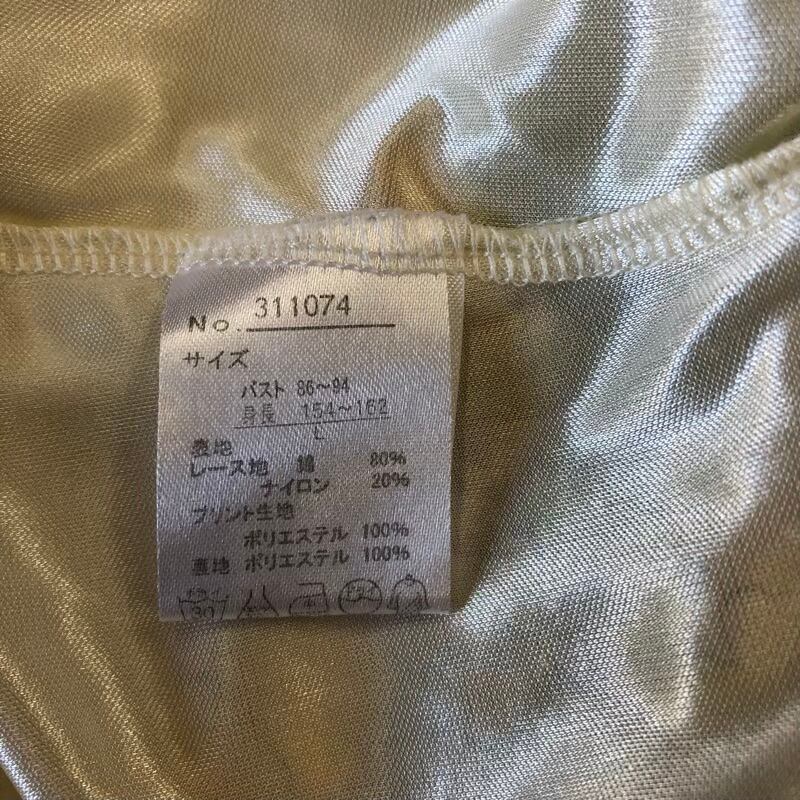 No. 311074
サイズ
バスト 86～94
身長 154～162
L
表地
レース地 綿 80%
ナイロン 20%
プリント生地
ポリエステル 100%
裏地 ポリエステル 100%